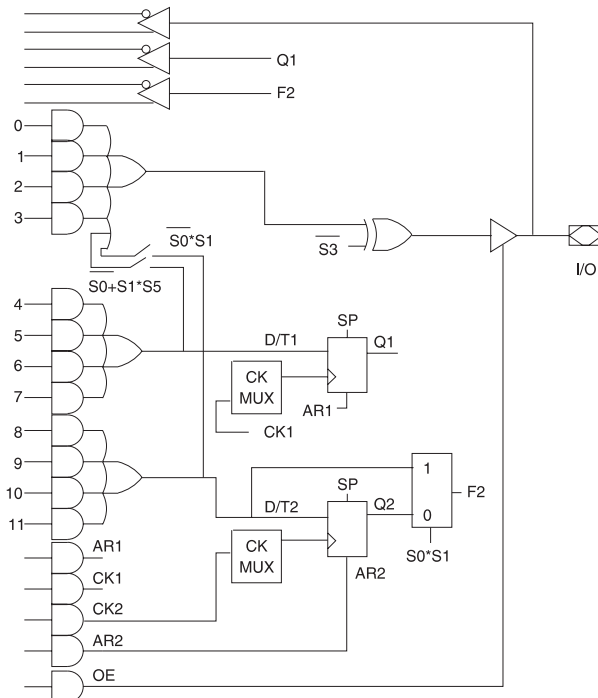 Q1
F2
0
1
2
3
S0*S1
S3
I/O
S0+S1*S5
4
5
6
7
SP
D/T1
Q1
CK
MUX
AR1
CK1
8
9
10
11
1
F2
0
SP
D/T2
Q2
CK
MUX
S0*S1
AR2
AR1
CK1
CK2
AR2
OE